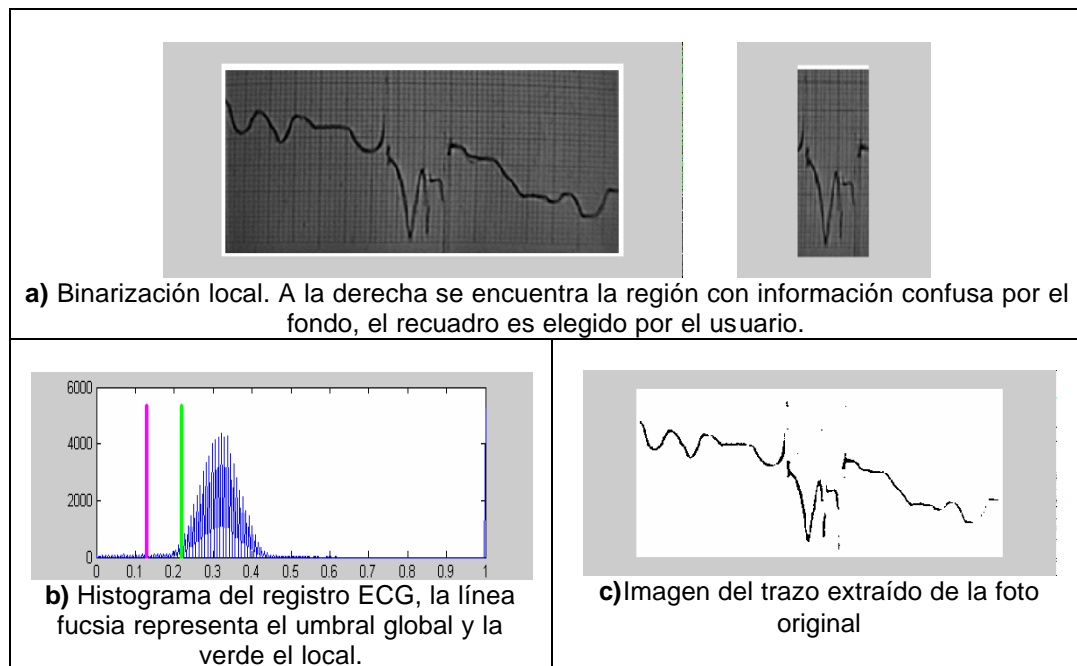 a) Binarización local. A la derecha se encuentra la región con información confusa por el
fondo, el recuadro es elegido por el usuario.
6000
4000
2000
0
0 0.1 0.2 0.3 0.4 0.5 0.6 0.7 0.8 0.9 1
b) Histograma del registro ECG, la línea
fucsia representa el umbral global y la
verde el local.
c)Imagen del trazo extraído de la foto
original